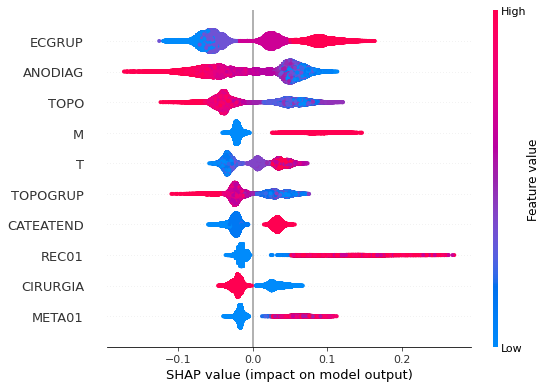 High
ECGRUP
ANODIAG
TOPO
M
T
TOPOGRUP
CATEATEND
REC01
CIRURGIA
META01
Feature value
Low
−0.1 0.0 0.1 0.2
SHAP value (impact on model output)